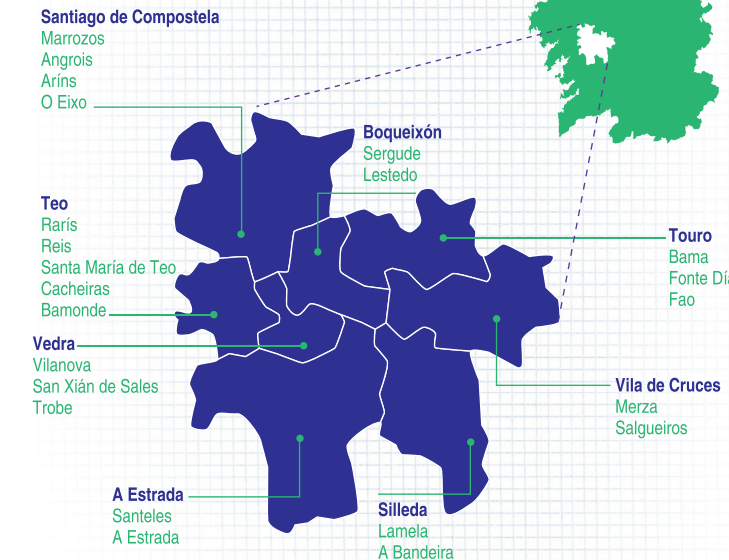 Santiago de Compostela
Marrozos
Angrois
Aríns
O Eixo
Boqueixón
Sergude
Lestedo
Teo
Rarís
Reis
Santa María de Teo
Cacheiras
Bamonde
Touro
Bama
Fonte
Fao
Vedra
Vilanova
San Xián de Sales
Trobe
Vila de Cruces
Merza
Salgueiros
A Estrada
Santeles
A Estrada
Silleda
Lamela
A Bandeira